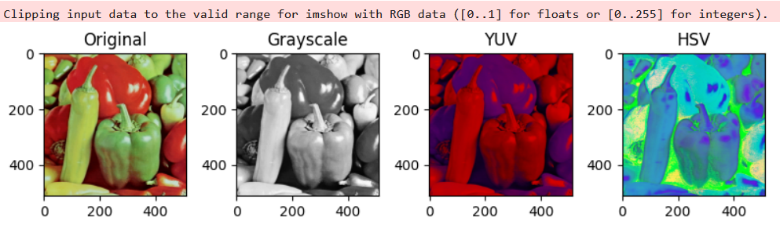 Clipping input data to the valid range for imshow with RGB data ([0..1] for floats or [0..255] for integers).
Original Grayscale YUV HSV
0 0 0 0
200 200 200 200
400 400 400 400
0 200 400 0 200 400 0 200 400 0 200 400